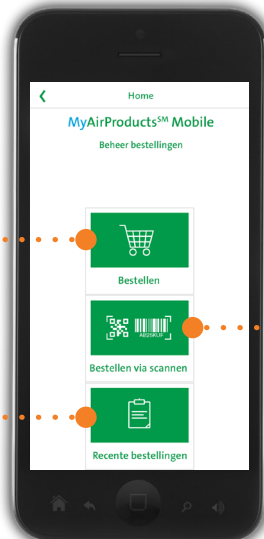 Home
MyAirProducts℠ Mobile
Beheer bestellingen
Bestellen
Bestellen via scannen
Recente bestellingen